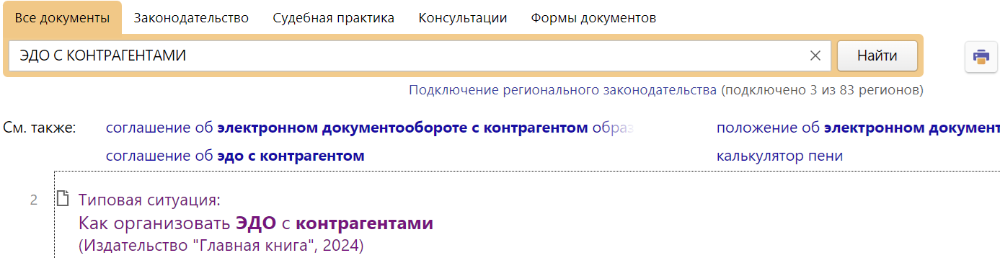 Все документы Законодательство Судебная практика Консультации Формы документов
ЭДО С КОНТРАГЕНТАМИ Найти
Подключение регионального законодательства (подключено 3 из 83 регионов)
См. также: соглашение об электронном документообороте с контрагентом образ положение об электронном документ
соглашение об эдо с контрагентом калькулятор пени
2 Типовая ситуация:
Как организовать ЭДО с контрагентами
(Издательство "Главная книга", 2024)